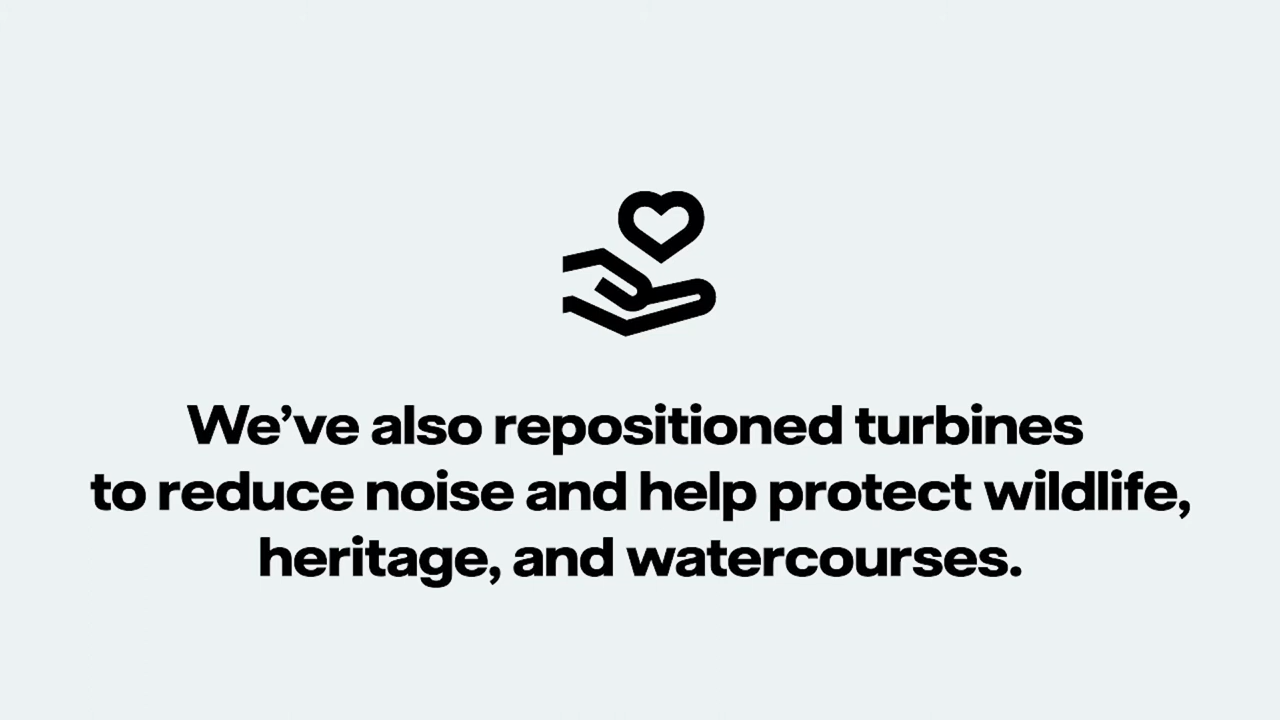 We’ve also repositioned turbines
to reduce noise and help protect wildlife,
heritage, and watercourses.